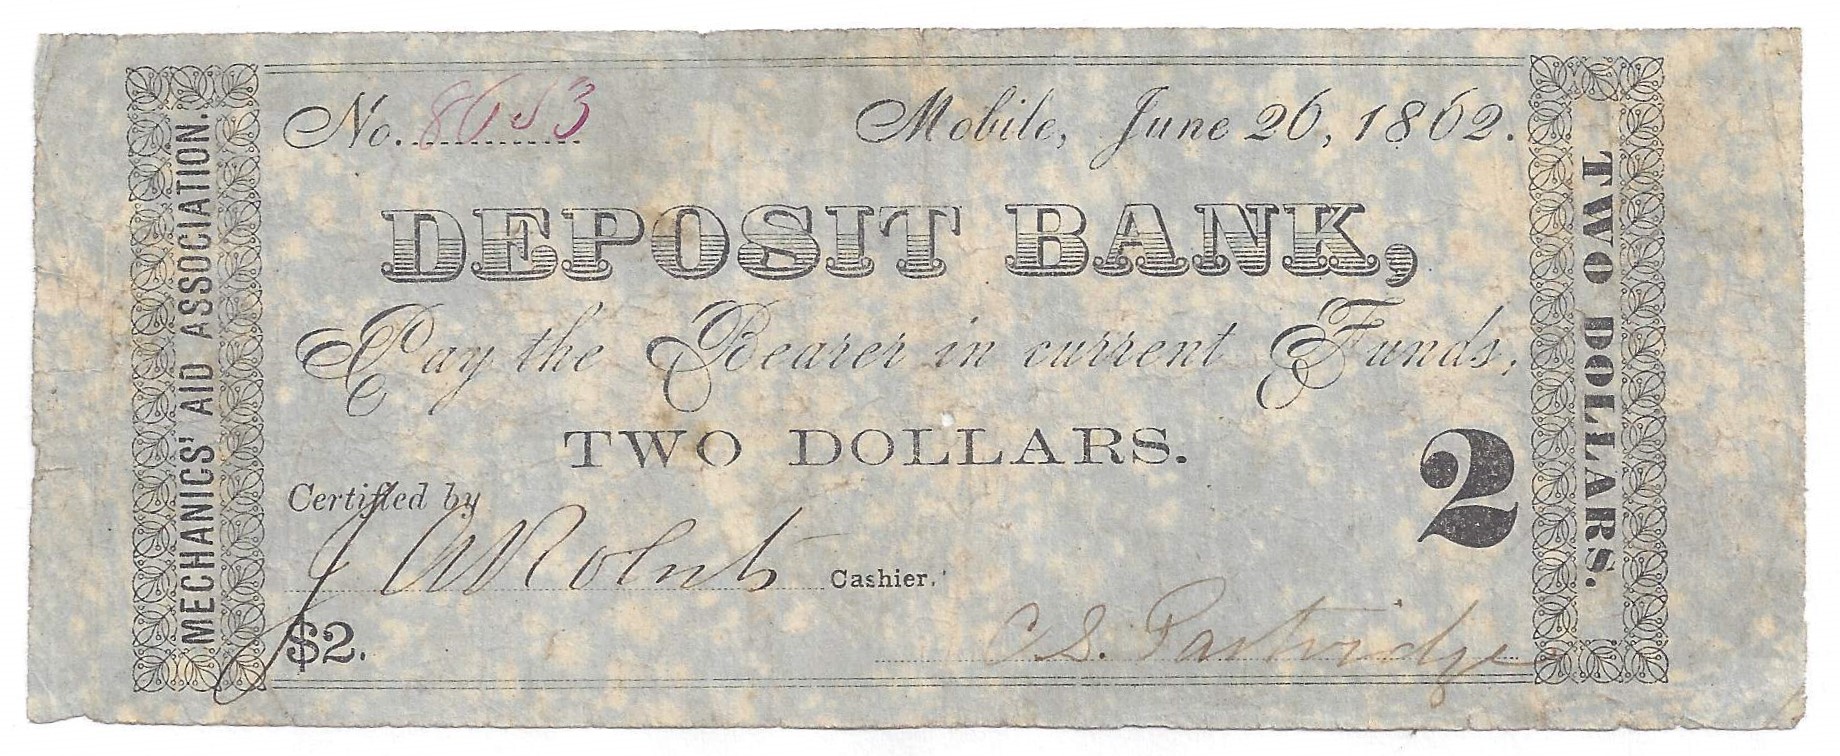 MECHANICS' AID ASSOCIATION.
No. 8653
Mobile, June 26, 1862.
DEPOSIT BANK,
Pay the Bearer in current Funds,
TWO DOLLARS.
2
Certified by
Cashier.
$2.
C. S. Partridge
TWO DOLLARS.